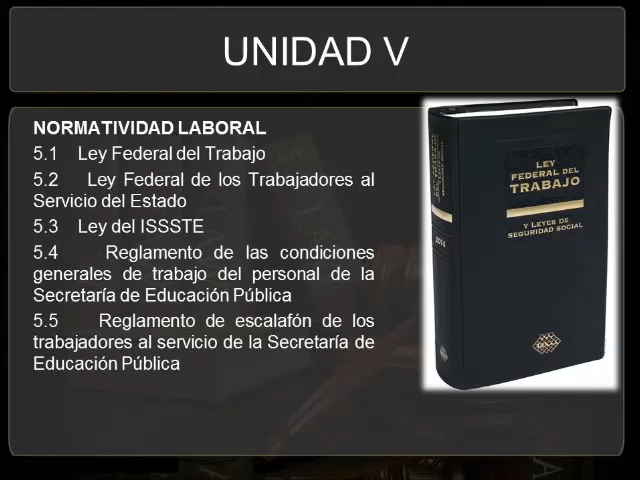 UNIDAD V
NORMATIVIDAD LABORAL
5.1 Ley Federal del Trabajo
5.2 Ley Federal de los Trabajadores al
Servicio del Estado
5.3 Ley del ISSSTE
5.4 Reglamento de las condiciones
generales de trabajo del personal de la
Secretaría de Educación Pública
5.5 Reglamento de escalafón de los
trabajadores al servicio de la Secretaría de
Educación Pública
LEY
FEDERAL DEL
TRABAJO
Y LEYES DE
SEGURIDAD SOCIAL
2014